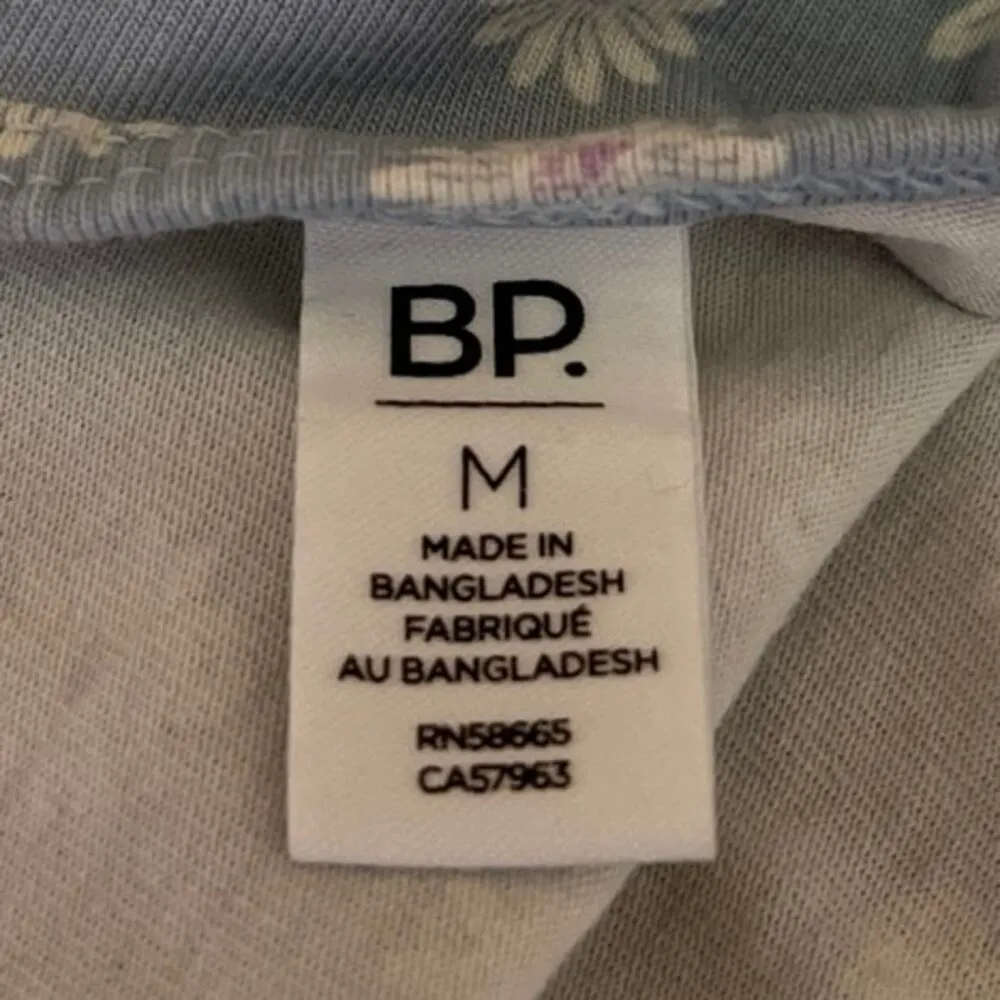 BP.
M
MADE IN
BANGLADESH
FABRIQUÉ
AU BANGLADESH
RN58665
CA57963